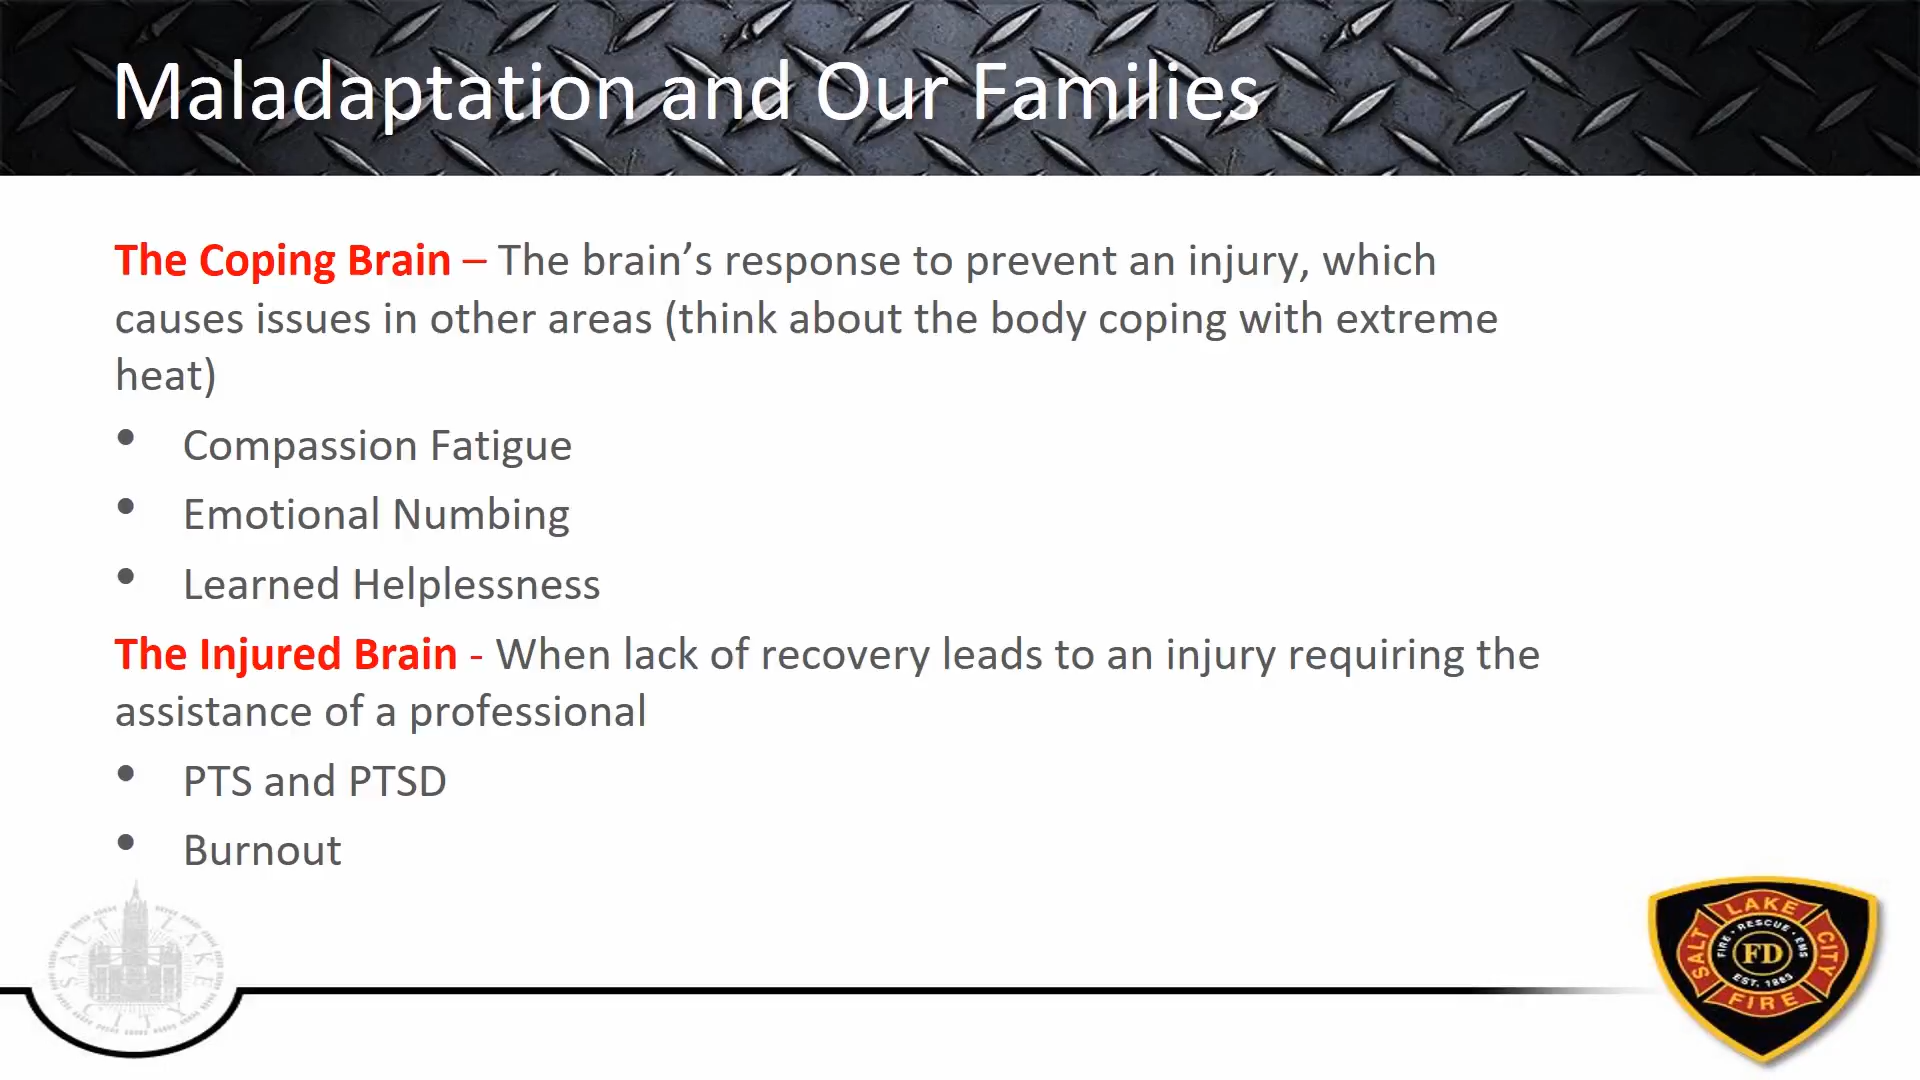 Maladaptation and Our Families
The Coping Brain – The brain’s response to prevent an injury, which
causes issues in other areas (think about the body coping with extreme
heat)
• Compassion Fatigue
• Emotional Numbing
• Learned Helplessness
The Injured Brain - When lack of recovery leads to an injury requiring the
assistance of a professional
• PTS and PTSD
• Burnout
SALT LAKE CITY
SALT LAKE CITY FIRE
FIRE • RESCUE • EMS
FD
EST. 1883